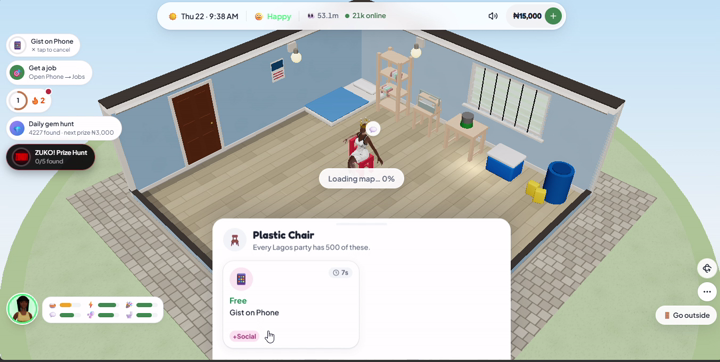 Thu 22 · 9:38 AM
Happy
53.1m
21k online
₦15,000
Gist on Phone
× tap to cancel
Get a job
Open Phone → Jobs
1
2
Daily gem hunt
4227 found · next prize ₦3,000
ZUKO! Prize Hunt
0/5 found
Loading map... 0%
Plastic Chair
Every Lagos party has 500 of these.
7s
Free
Gist on Phone
+Social
Go outside